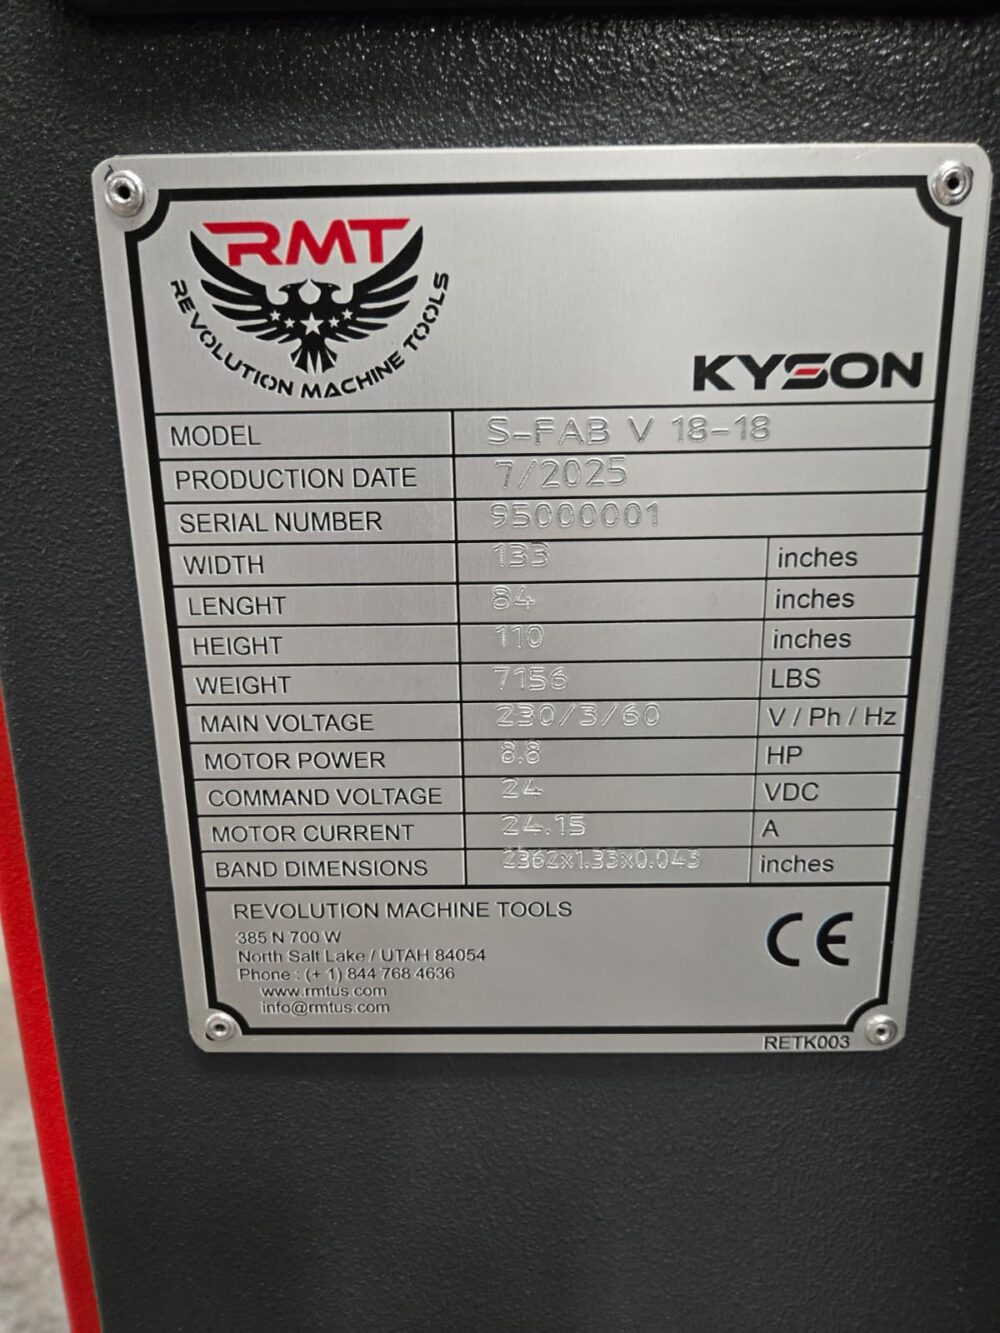 RMT
REVOLUTION MACHINE TOOLS
KYSON
MODEL S-FAB V 18-18
PRODUCTION DATE 7/2025
SERIAL NUMBER 95000001
WIDTH 133 inches
LENGHT 84 inches
HEIGHT 110 inches
WEIGHT 7156 LBS
MAIN VOLTAGE 230/3/60 V / Ph / Hz
MOTOR POWER 8.8 HP
COMMAND VOLTAGE 24 VDC
MOTOR CURRENT 24.15 A
BAND DIMENSIONS 2362x1.33x0.043 inches
REVOLUTION MACHINE TOOLS
385 N 700 W
North Salt Lake / UTAH 84054
Phone : (+ 1) 844 768 4636
www.rmtus.com
info@rmtus.com
CE
RETK003